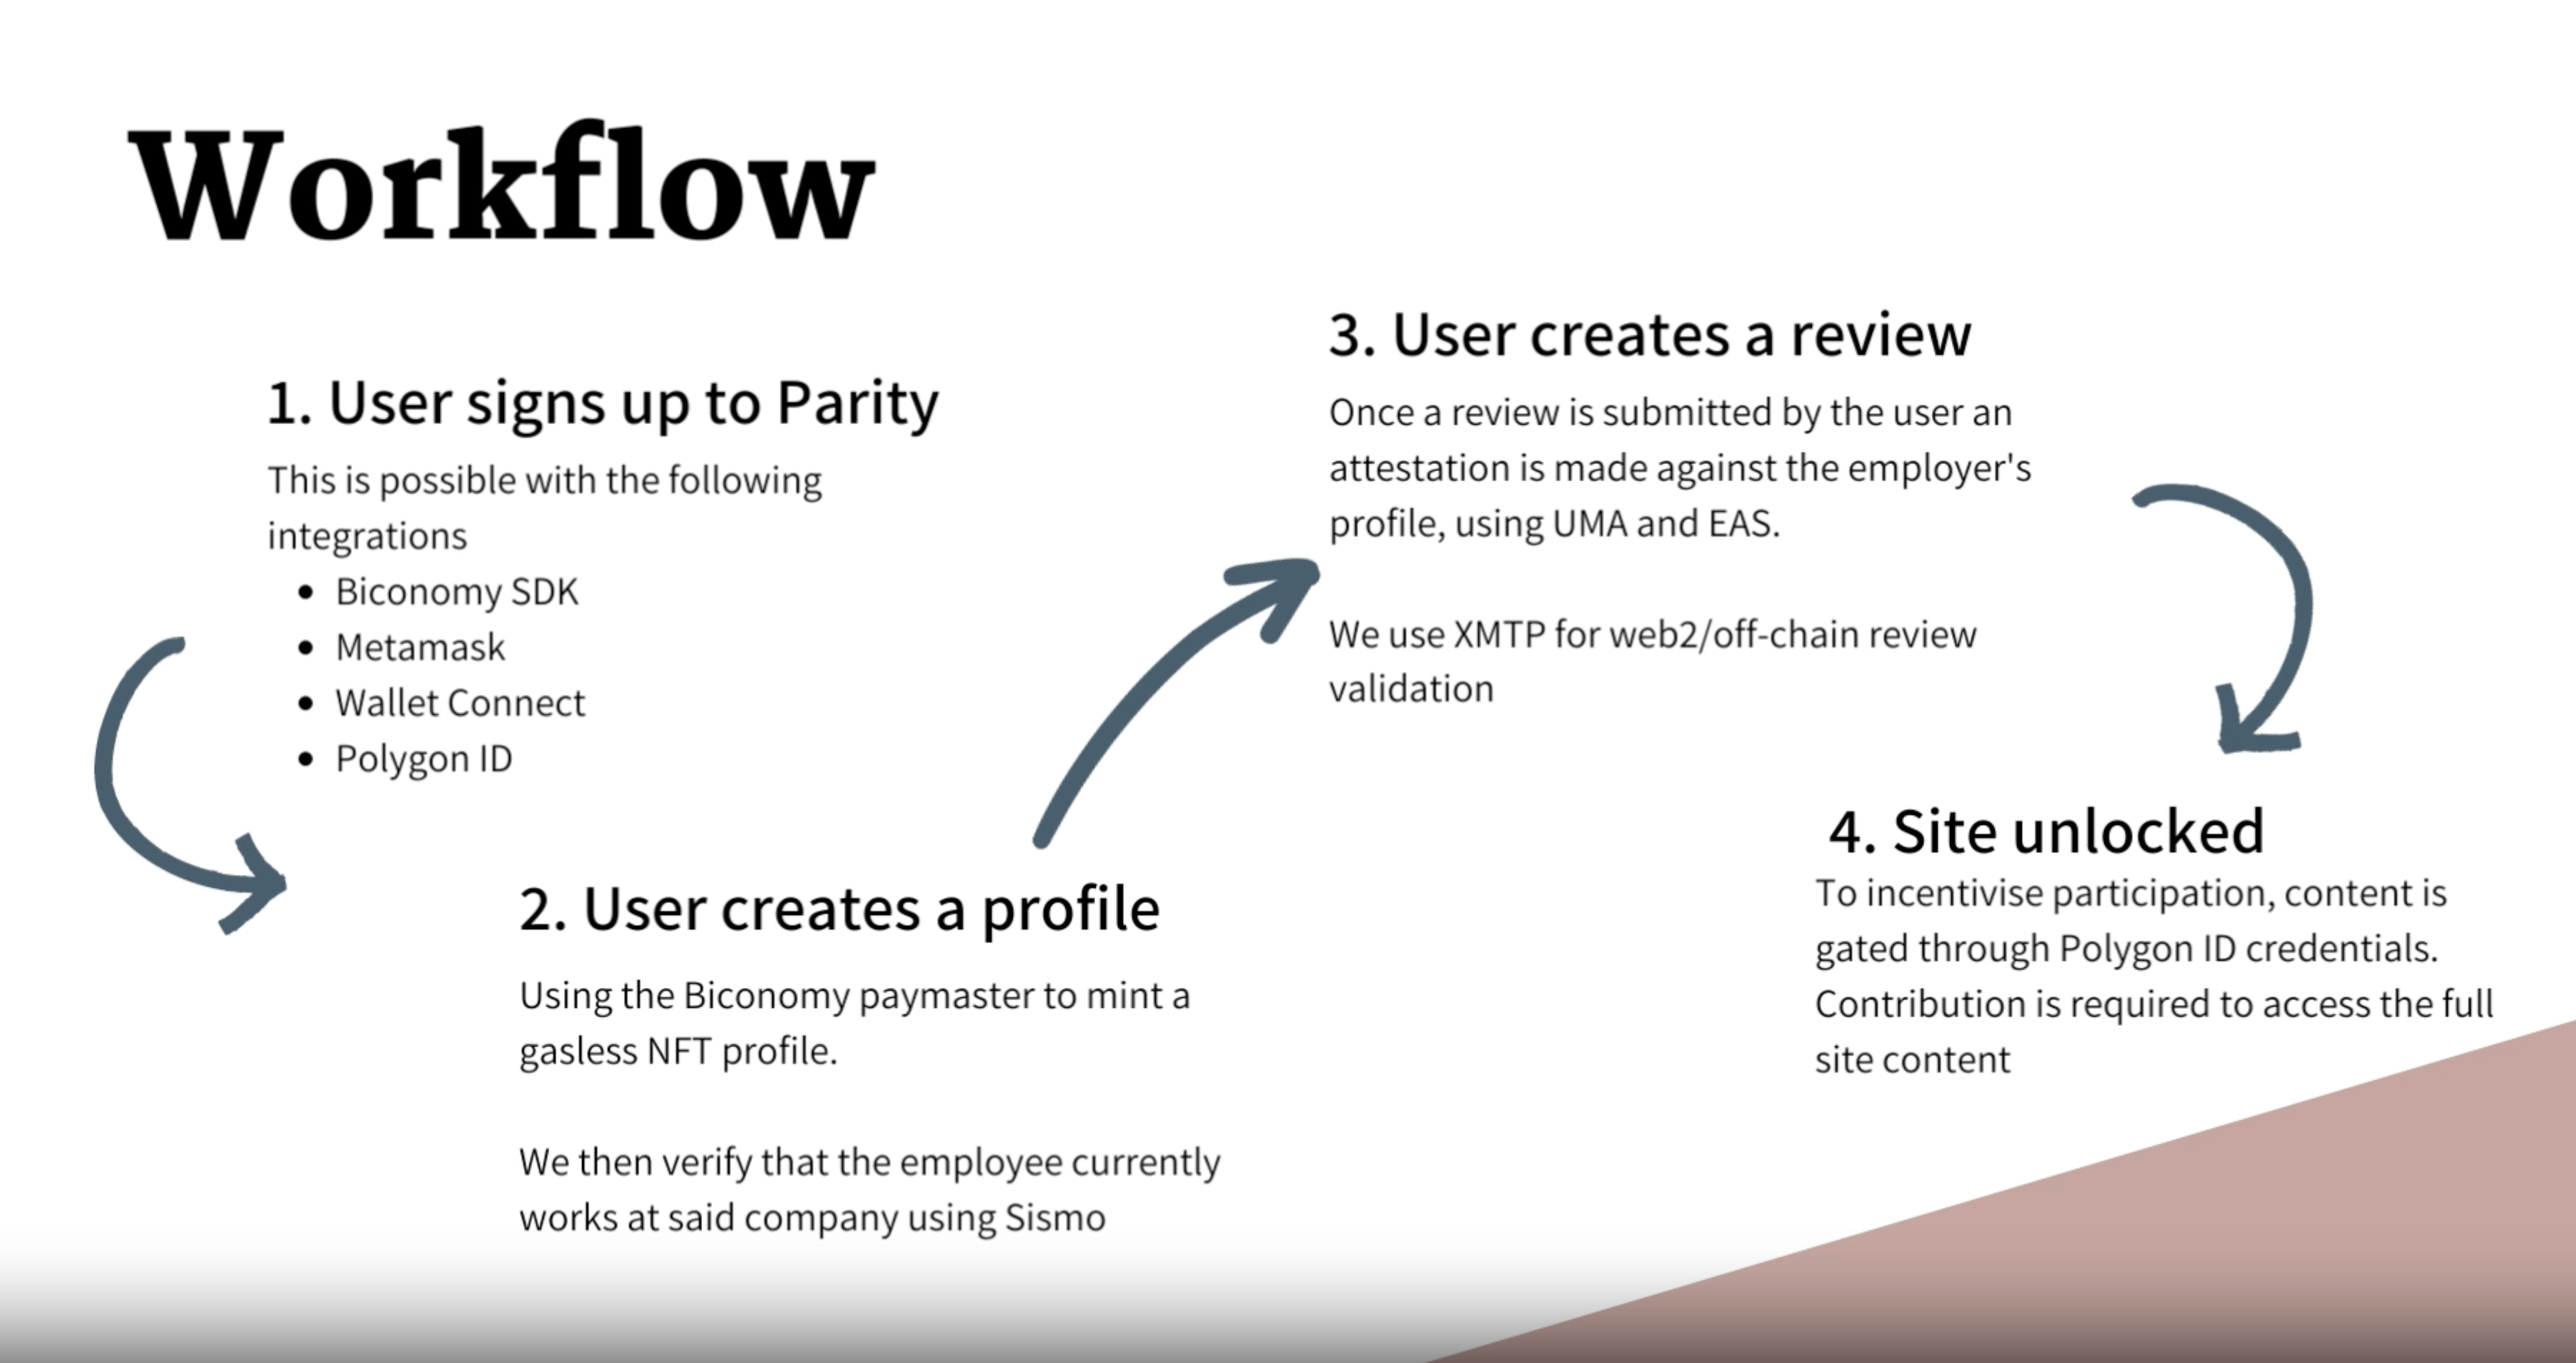 Workflow
1. User signs up to Parity
This is possible with the following
integrations
• Biconomy SDK
• Metamask
• Wallet Connect
• Polygon ID
2. User creates a profile
Using the Biconomy paymaster to mint a
gasless NFT profile.
We then verify that the employee currently
works at said company using Sismo
3. User creates a review
Once a review is submitted by the user an
attestation is made against the employer's
profile, using UMA and EAS.
We use XMTP for web2/off-chain review
validation
4. Site unlocked
To incentivise participation, content is
gated through Polygon ID credentials.
Contribution is required to access the full
site content